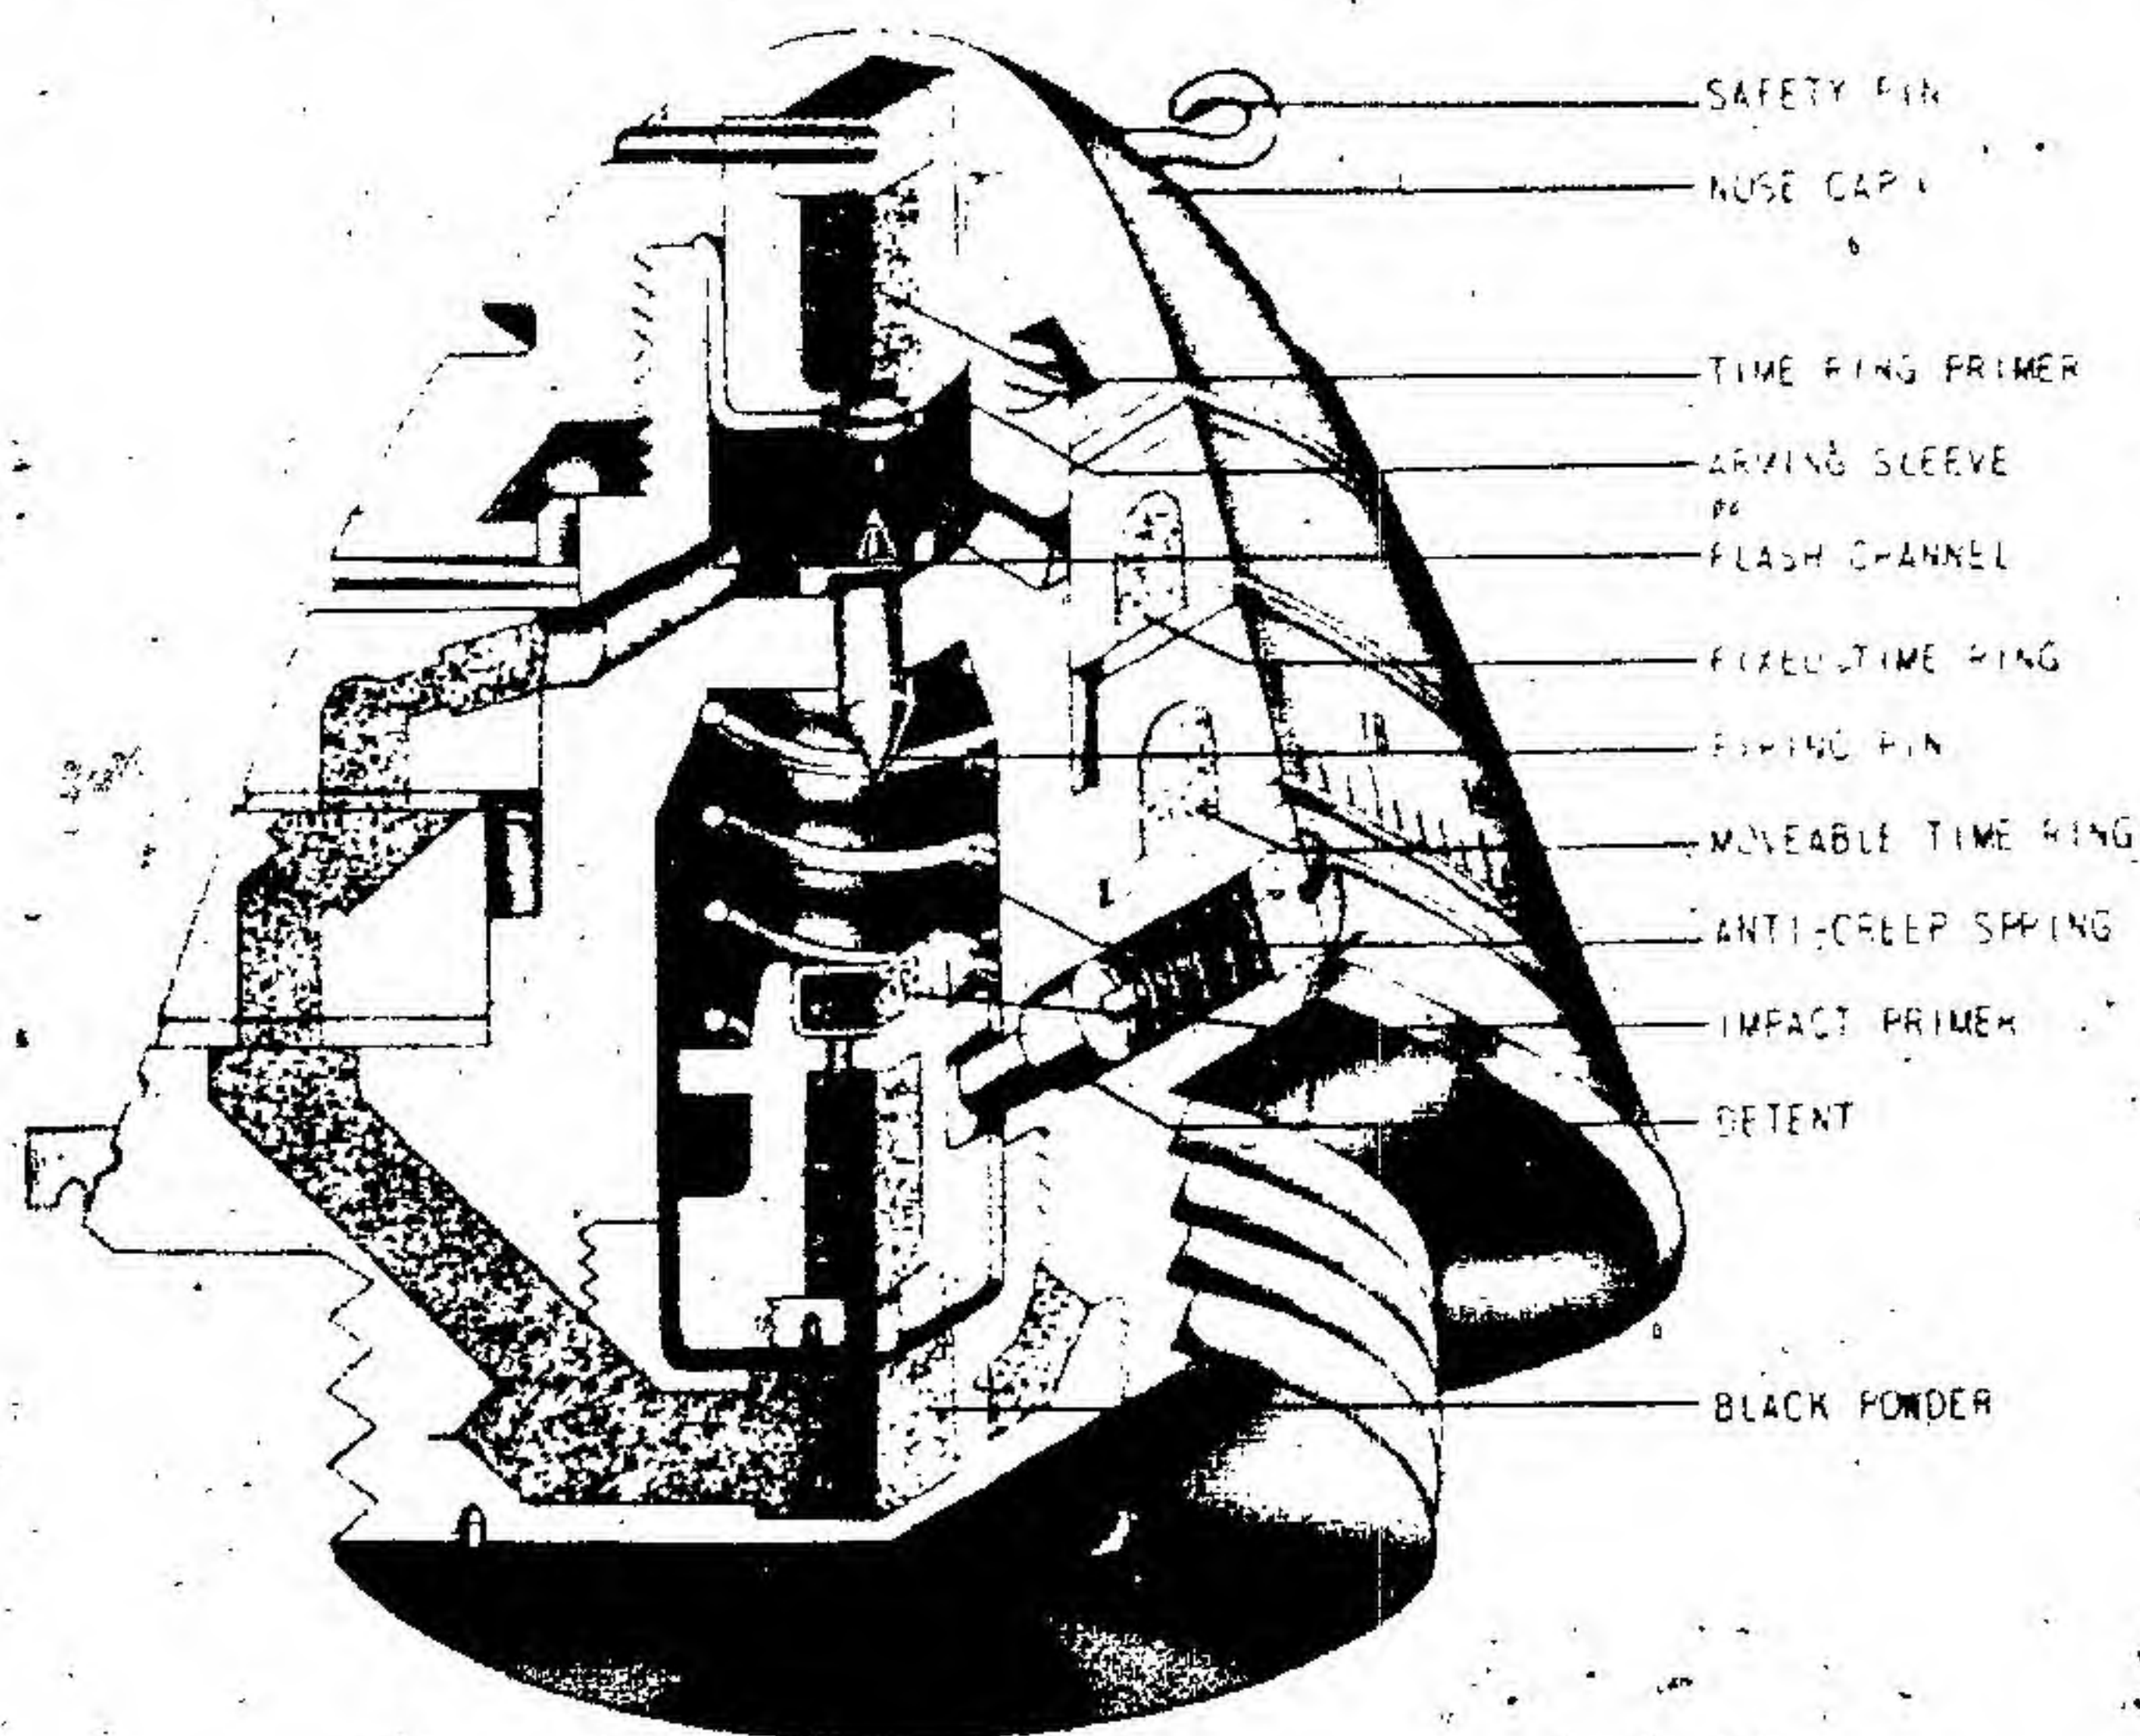 SAFETY PIN
NOSE CAP
TIME RING PRIMER
ARMING SLEEVE
FLASH CHANNEL
FIXED TIME RING
FIRING PIN
MOVEABLE TIME RING
ANTI-CREEP SPRING
IMPACT PRIMER
DETENT
BLACK POWDER